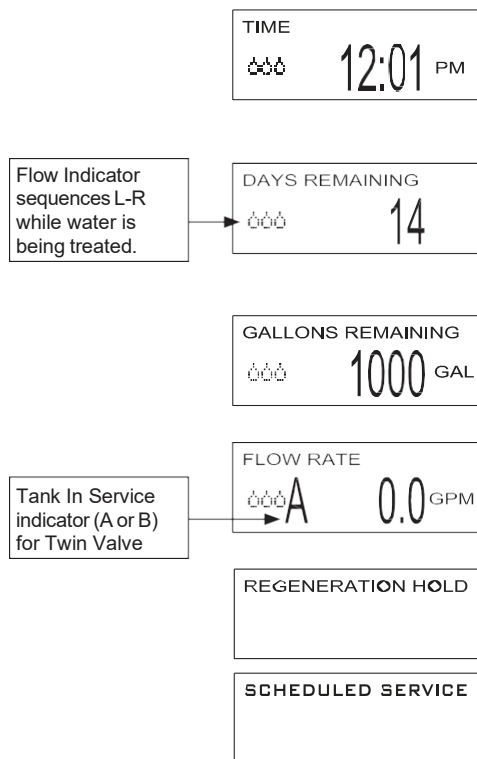 TIME
12:01 PM
Flow Indicator
sequences L-R
while water is
being treated.
DAYS REMAINING
14
GALLONS REMAINING
1000 GAL
Tank In Service
indicator (A or B)
for Twin Valve
FLOW RATE
A 0.0 GPM
REGENERATION HOLD
SCHEDULED SERVICE